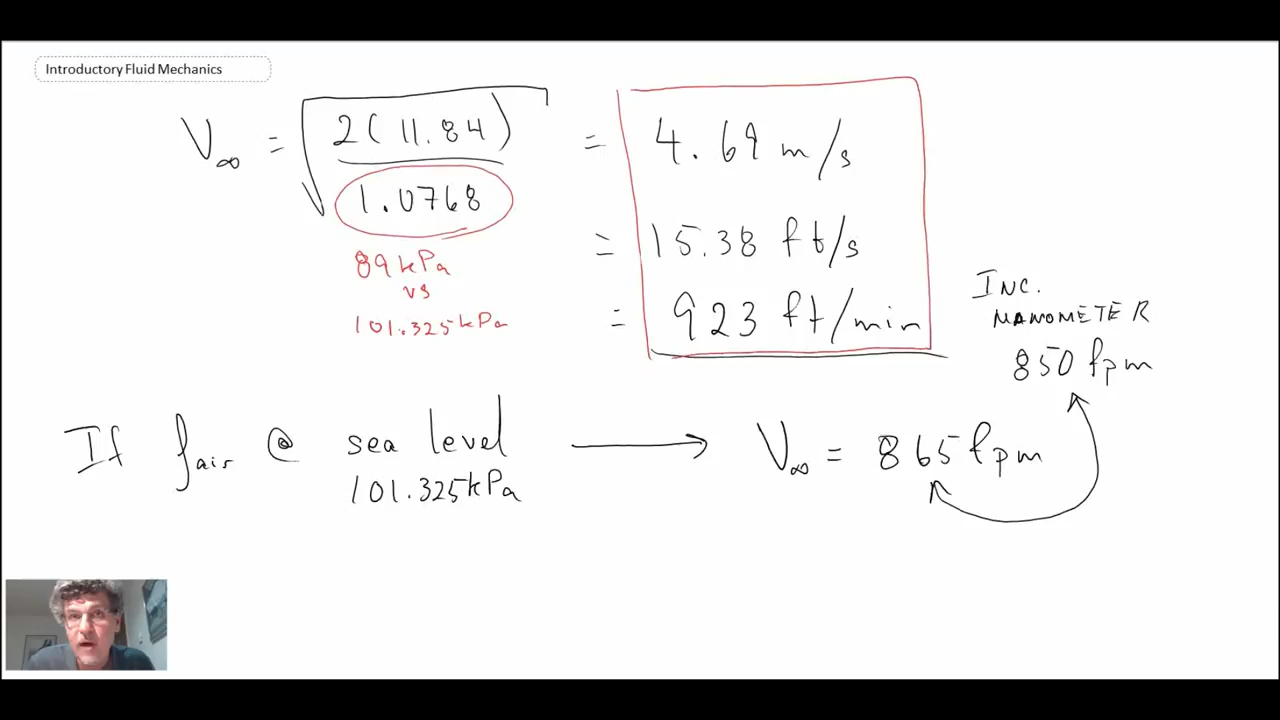 Introductory Fluid Mechanics
V∞ = √(2(11.84) / 1.0768) = 4.69 m/s
= 15.38 ft/s
= 923 ft/min
89 kPa
vs
101.325 kPa
INC.
MANOMETER
850 fpm
If ρair @ sea level → V∞ = 865 fpm
101.325 kPa